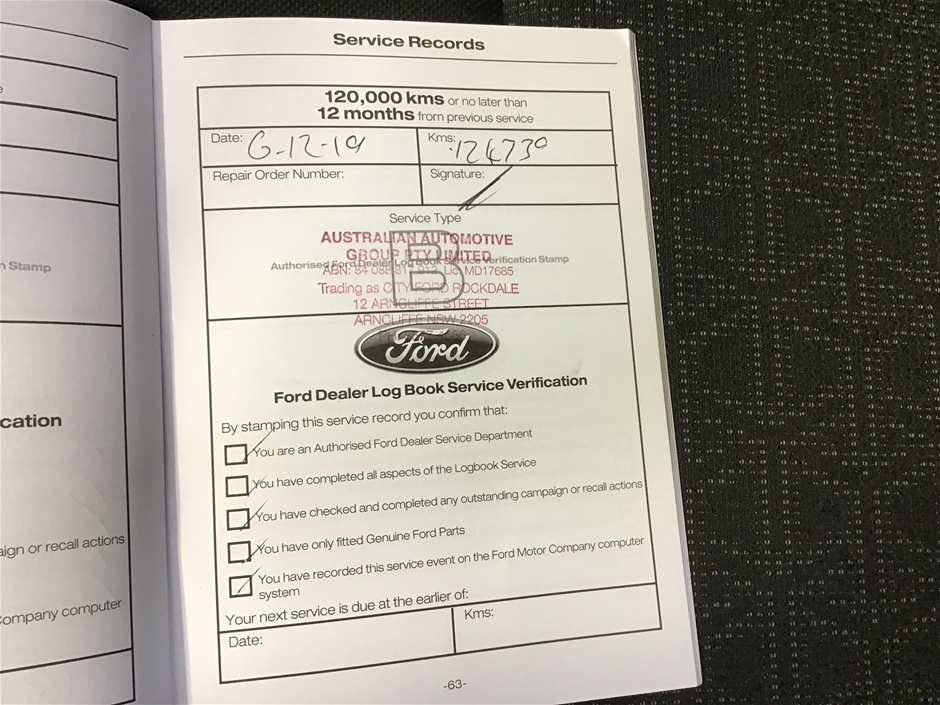 Service Records
120,000 kms or no later than
12 months from previous service
Date: 6-12-19
Kms: 124730
Repair Order Number:
Signature:
Service Type
B
AUSTRALIAN AUTOMOTIVE
GROUP PTY LIMITED
Authorised Ford Dealer Logbook Service Verification Stamp
ABN: 84 Lic MD17685
Trading as CITY FORD ROCKDALE
12 ARNCLIFFE STREET
ARNCLIFFE NSW 2205
Ford
Ford Dealer Log Book Service Verification
By stamping this service record you confirm that:
You are an Authorised Ford Dealer Service Department
You have completed all aspects of the Logbook Service
You have checked and completed any outstanding campaign or recall actions
You have only fitted Genuine Ford Parts
You have recorded this service event on the Ford Motor Company computer
system
Your next service is due at the earlier of:
Date:
Kms:
-63-
n Stamp
cation
aign or recall actions
Company computer